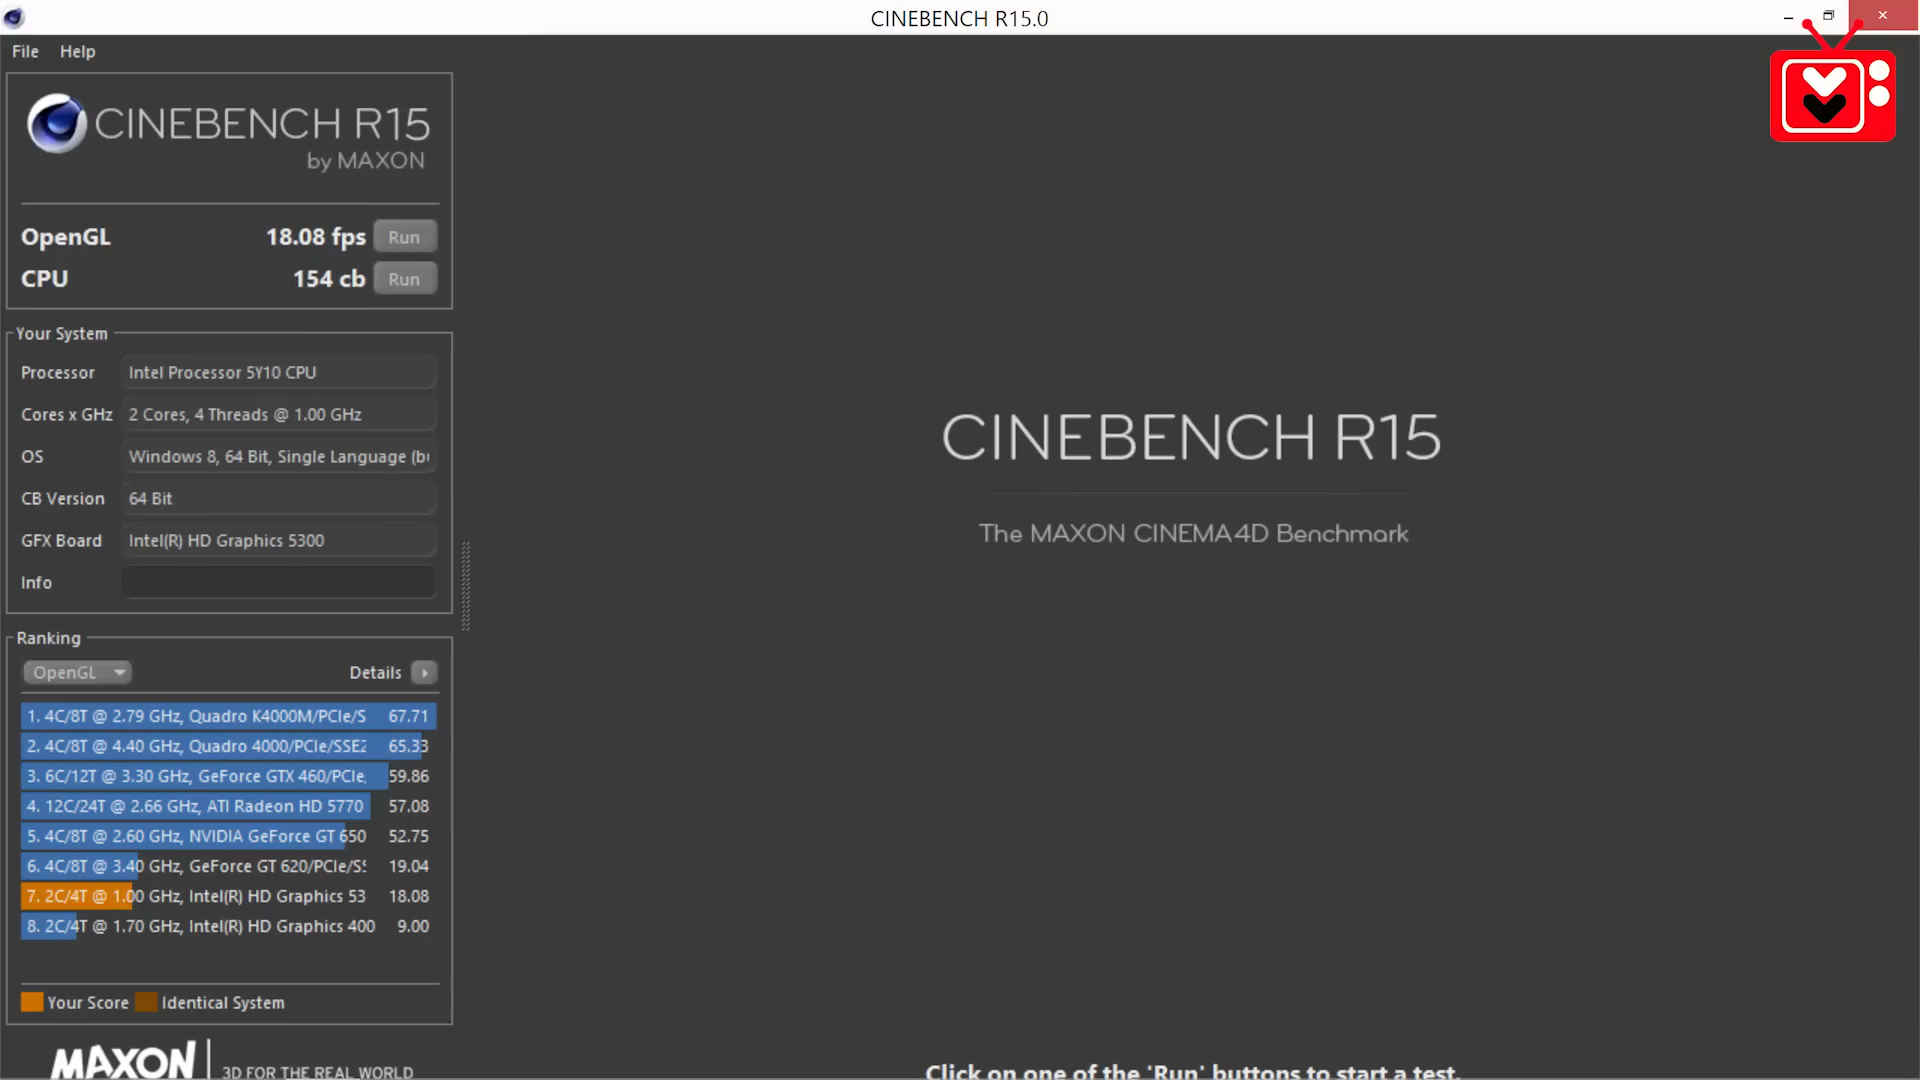 CINEBENCH R15.0
File Help
CINEBENCH R15
by MAXON
OpenGL 18.08 fps Run
CPU 154 cb Run
Your System
Processor Intel Processor 5Y10 CPU
Cores x GHz 2 Cores, 4 Threads @ 1.00 GHz
OS Windows 8, 64 Bit, Single Language (bu
CB Version 64 Bit
GFX Board Intel(R) HD Graphics 5300
Info
Ranking
OpenGL Details
1. 4C/8T @ 2.79 GHz, Quadro K4000M/PCIe/S 67.71
2. 4C/8T @ 4.40 GHz, Quadro 4000/PCIe/SSE2 65.33
3. 6C/12T @ 3.30 GHz, GeForce GTX 460/PCIe, 59.86
4. 12C/24T @ 2.66 GHz, ATI Radeon HD 5770 57.08
5. 4C/8T @ 2.60 GHz, NVIDIA GeForce GT 650 52.75
6. 4C/8T @ 3.40 GHz, GeForce GT 620/PCIe/SS 19.04
7. 2C/4T @ 1.00 GHz, Intel(R) HD Graphics 53 18.08
8. 2C/4T @ 1.70 GHz, Intel(R) HD Graphics 400 9.00
Your Score Identical System
MAXON 3D FOR THE REAL WORLD
CINEBENCH R15
The MAXON CINEMA4D Benchmark
Click on one of the 'Run' buttons to start a test.